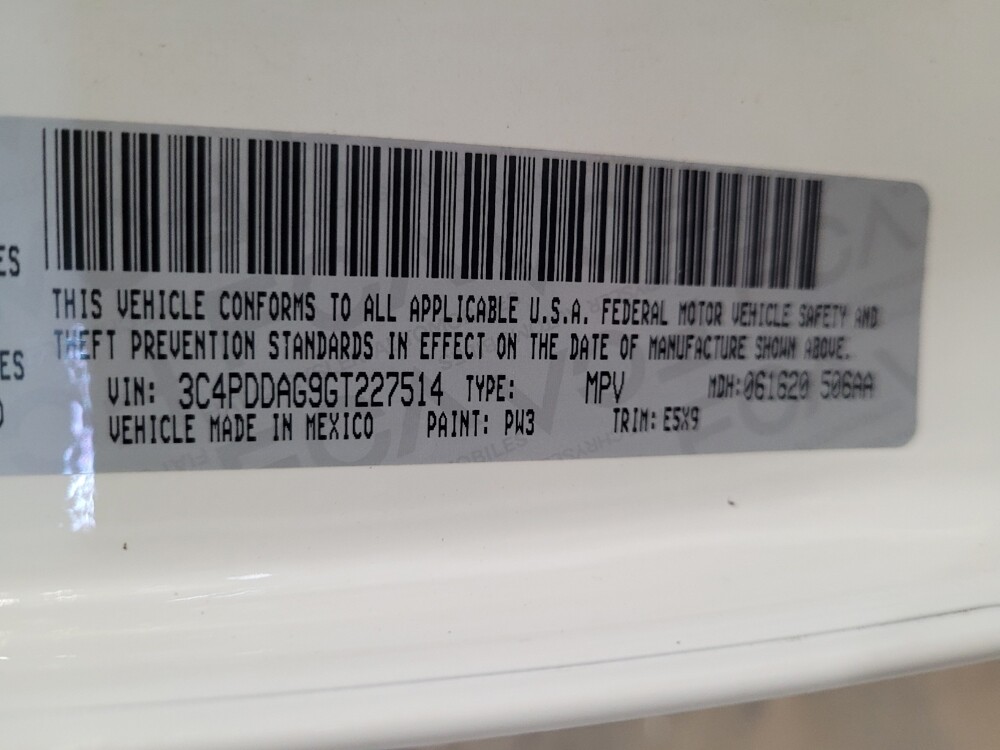 ES
THIS VEHICLE CONFORMS TO ALL APPLICABLE U.S.A. FEDERAL MOTOR VEHICLE SAFETY AND
THEFT PREVENTION STANDARDS IN EFFECT ON THE DATE OF MANUFACTURE SHOWN ABOVE.
ES
VIN: 3C4PDDAG9GT227514 TYPE: MPV MDH:061620 506AA
VEHICLE MADE IN MEXICO PAINT: PW3 TRIM: E5X9